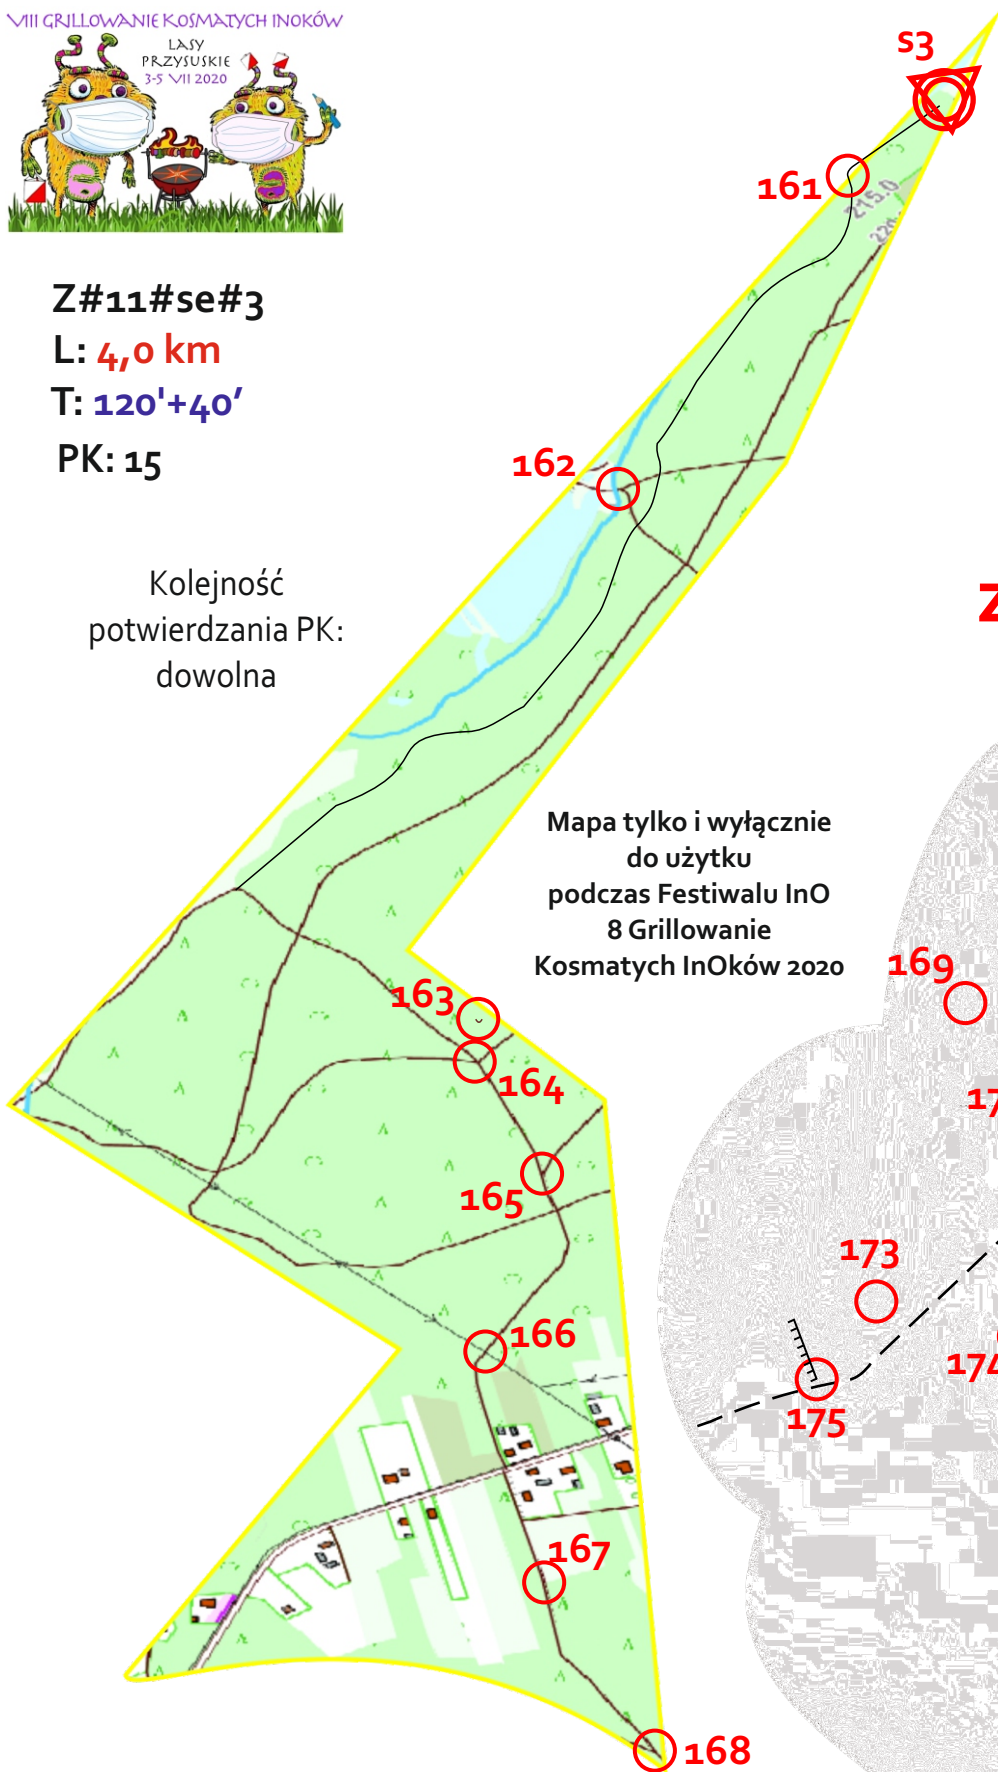 VIII GRILLOWANIE KOSMATYCH INOKÓW
LASY
PRZYSUSKIE
3-5 VII 2020
Z#11#se#3
L: 4,0 km
T: 120'+40'
PK: 15
Kolejność
potwierdzania PK:
dowolna
S3
161
215.0
162
Mapa tylko i wyłącznie
do użytku
podczas Festiwalu InO
8 Grillowanie
Kosmatych InOków 2020
163
164
165
166
167
168
169
173
175